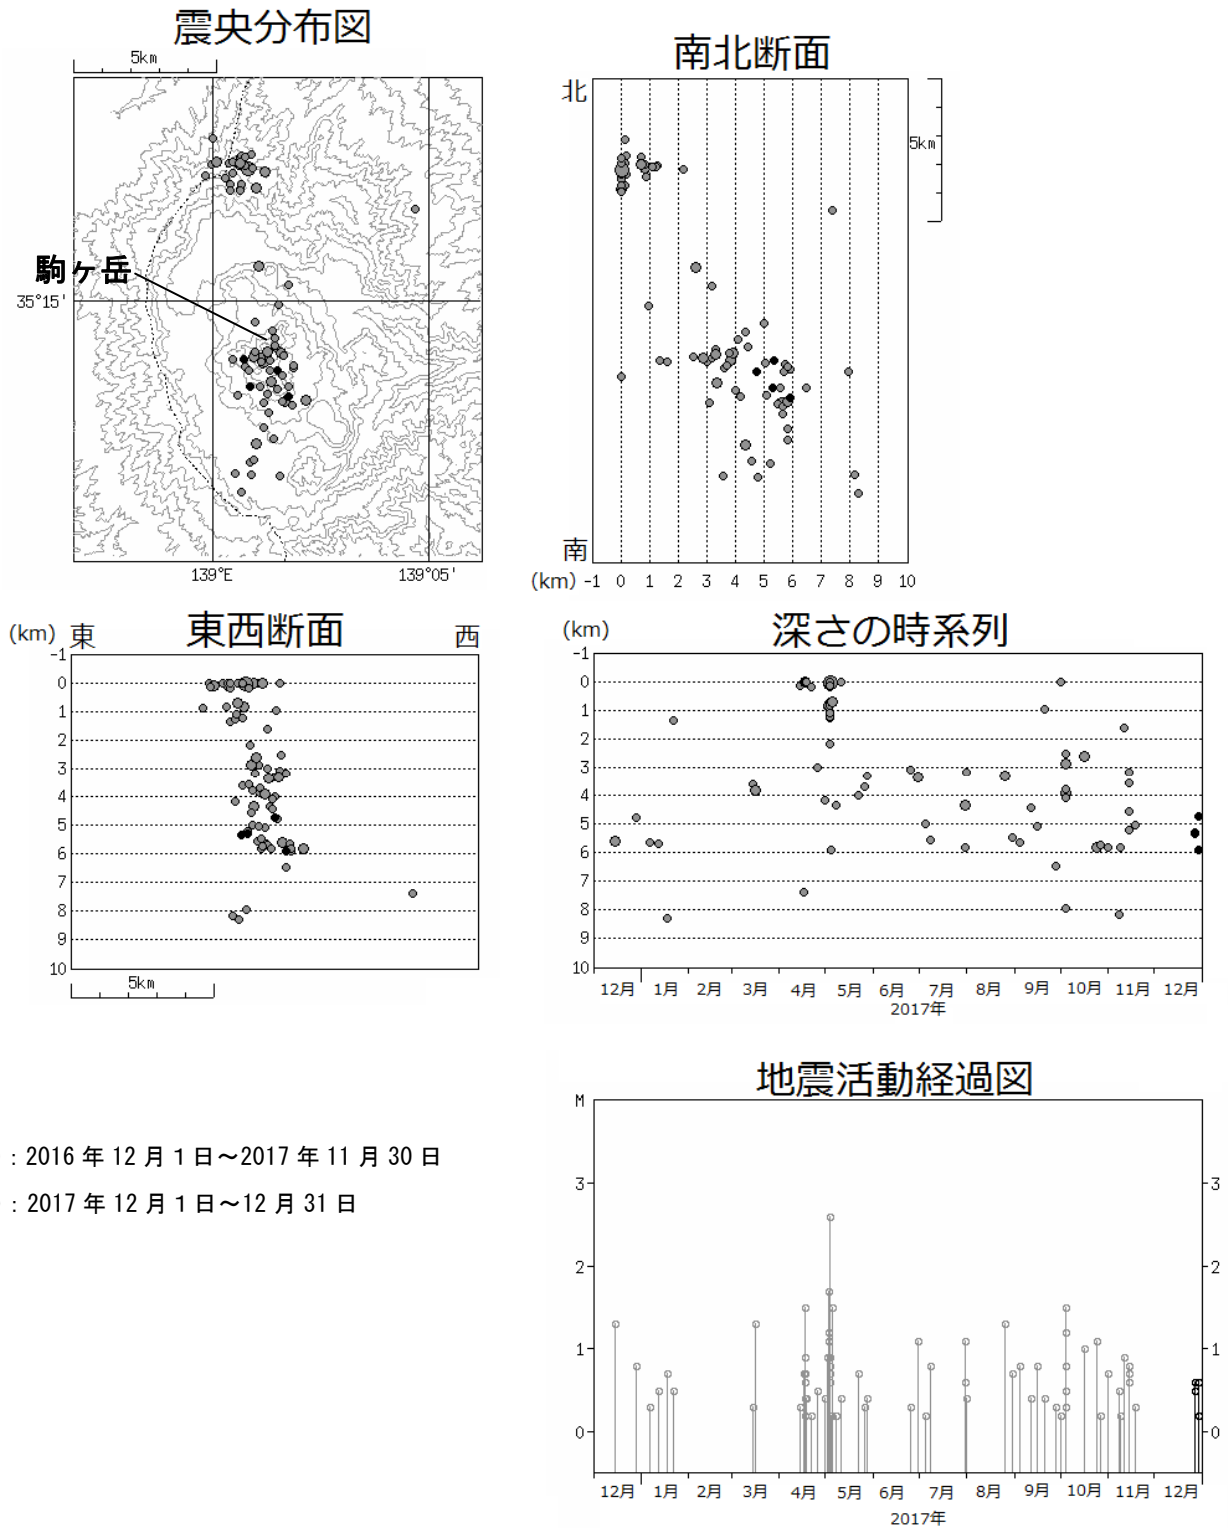 震央分布図
5km
駒ヶ岳
35°15'
139°E
139°05'
南北断面
北
5km
南
(km) -1 0 1 2 3 4 5 6 7 8 9 10
東西断面
(km) 東 西
-1
0
1
2
3
4
5
6
7
8
9
10
5km
深さの時系列
(km)
-1
0
1
2
3
4
5
6
7
8
9
10
12月 1月 2月 3月 4月 5月 6月 7月 8月 9月 10月 11月 12月
2017年
：2016 年 12 月 1 日～2017 年 11 月 30 日
：2017 年 12 月 1 日～12 月 31 日
地震活動経過図
M
3 3
2 2
1 1
0 0
12月 1月 2月 3月 4月 5月 6月 7月 8月 9月 10月 11月 12月
2017年